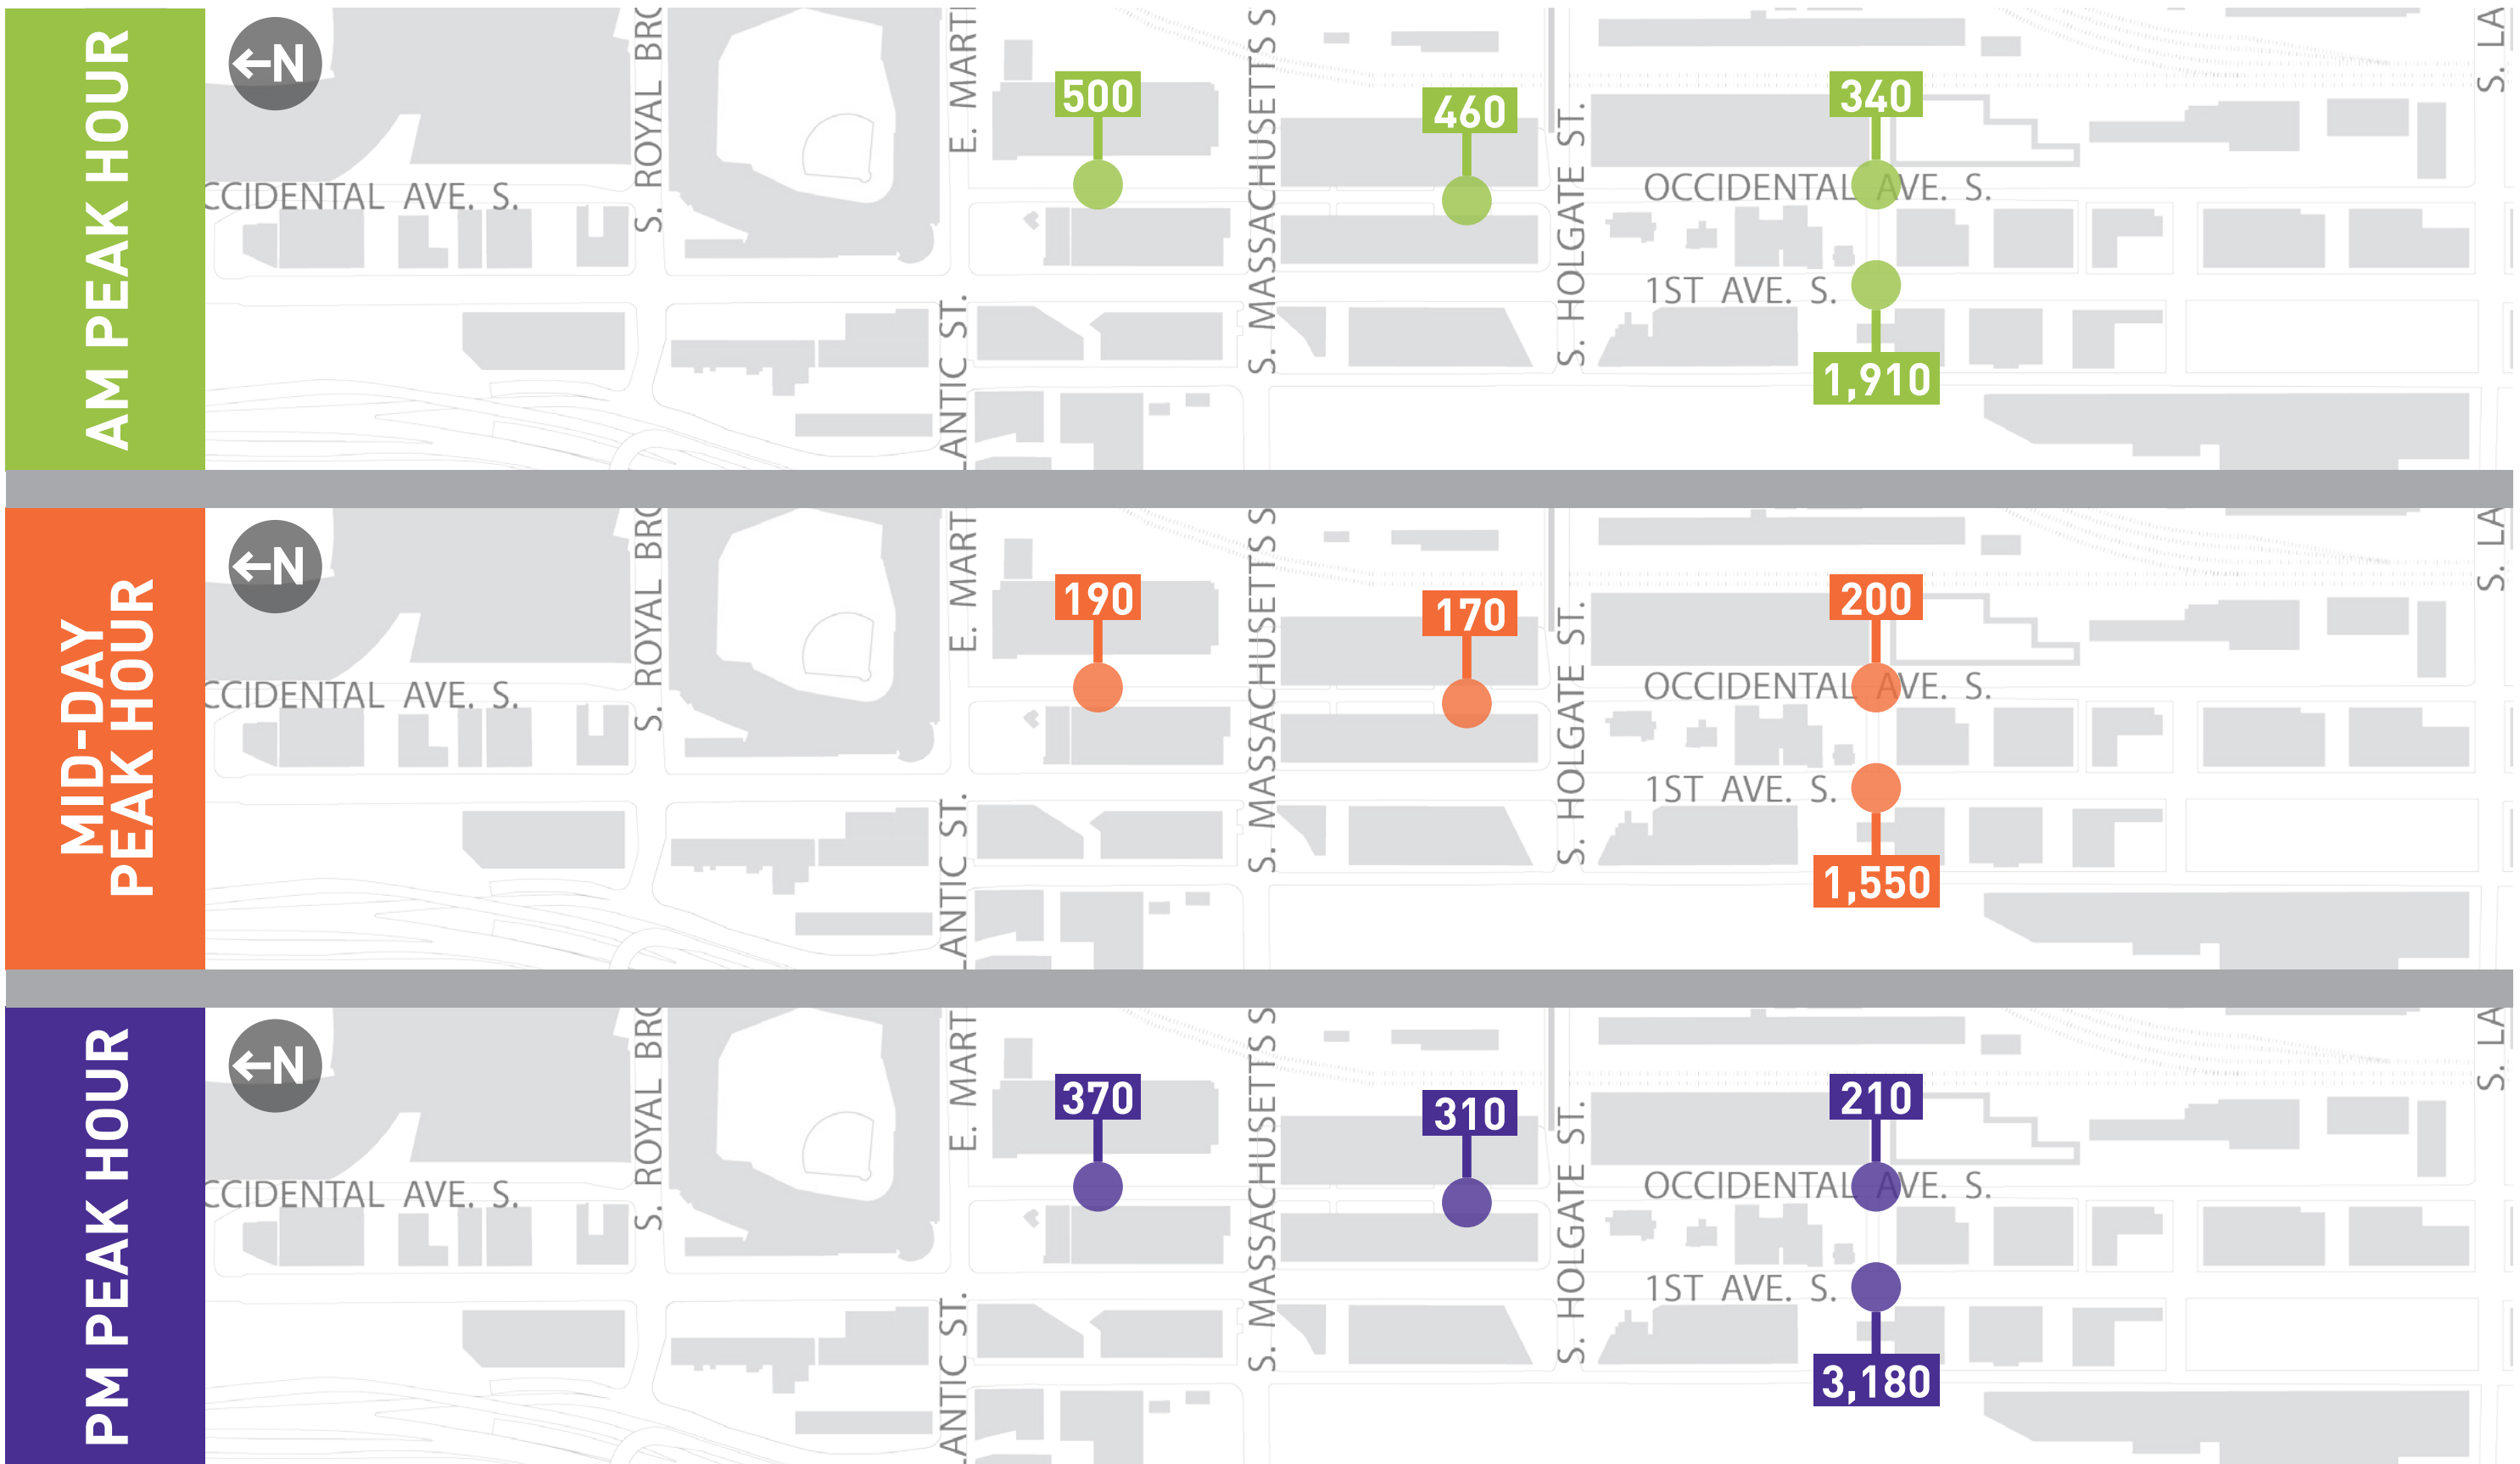 AM PEAK HOUR
N
S. ROYAL BRO
E. MARTI
S. MASSACHUSETTS S
S. HOLGATE ST.
S. LA
500
460
340
CCIDENTAL AVE. S.
OCCIDENTAL AVE. S.
1ST AVE. S.
LANTIC ST.
1,910
MID-DAY
PEAK HOUR
N
S. ROYAL BRO
E. MART
S. MASSACHUSETTS S
S. HOLGATE ST.
S. LA
190
170
200
CCIDENTAL AVE. S.
OCCIDENTAL AVE. S.
1ST AVE. S.
LANTIC ST.
1,550
PM PEAK HOUR
N
S. ROYAL BRO
E. MART
S. MASSACHUSETTS S
S. HOLGATE ST.
S. LA
370
310
210
CCIDENTAL AVE. S.
OCCIDENTAL AVE. S.
1ST AVE. S.
ANTIC ST.
3,180